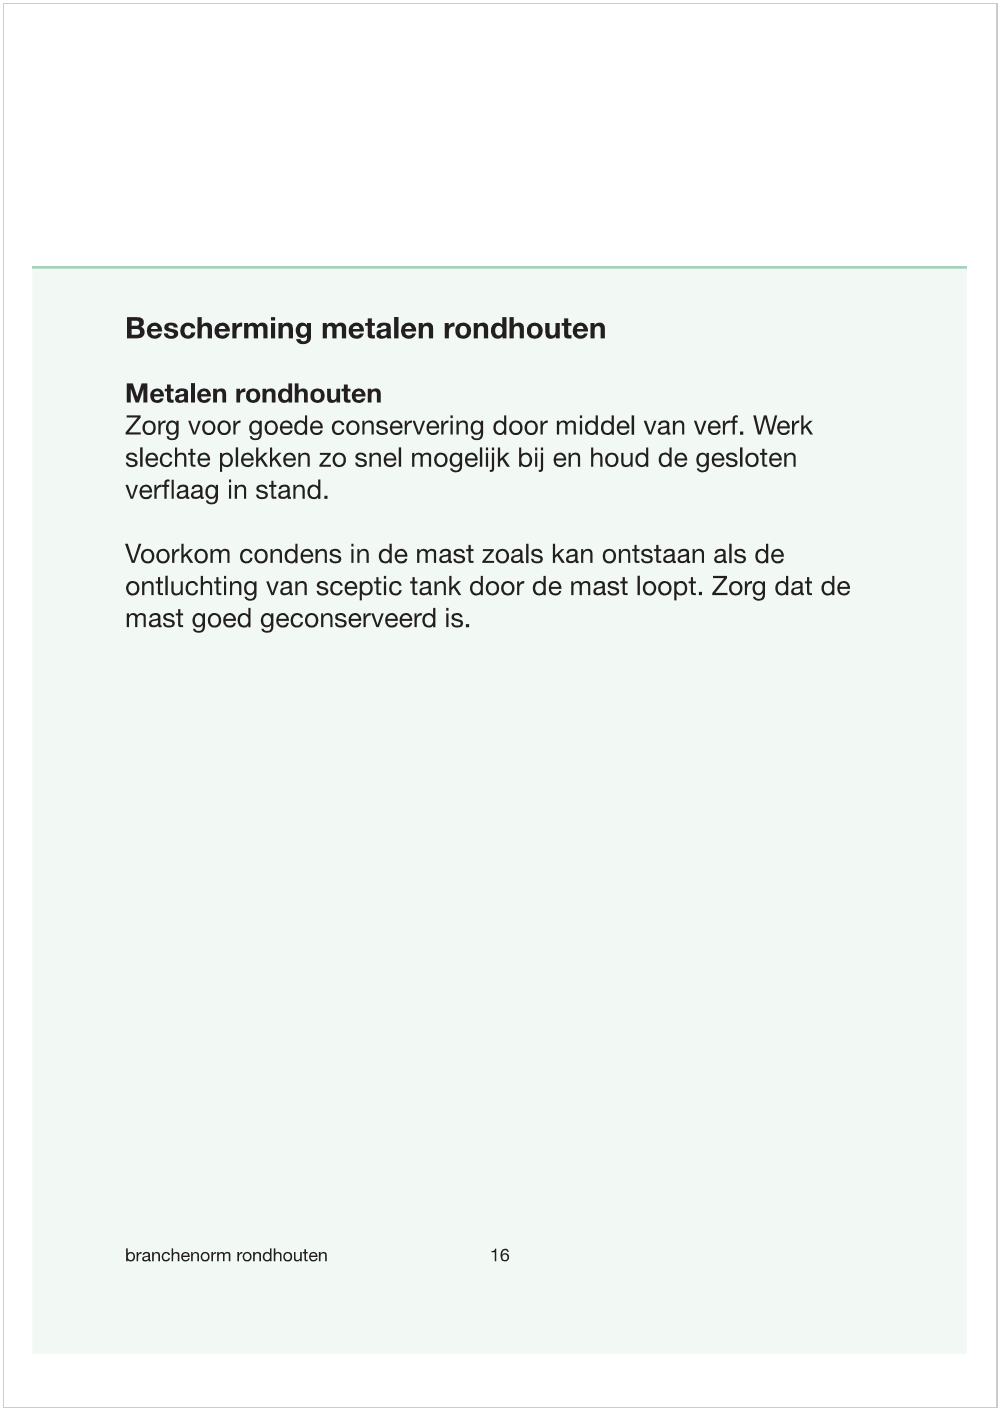 Bescherming metalen rondhouten
Metalen rondhouten
Zorg voor goede conservering door middel van verf. Werk
slechte plekken zo snel mogelijk bij en houd de gesloten
verflaag in stand.
Voorkom condens in de mast zoals kan ontstaan als de
ontluchting van sceptic tank door de mast loopt. Zorg dat de
mast goed geconserveerd is.
branchenorm rondhouten 16